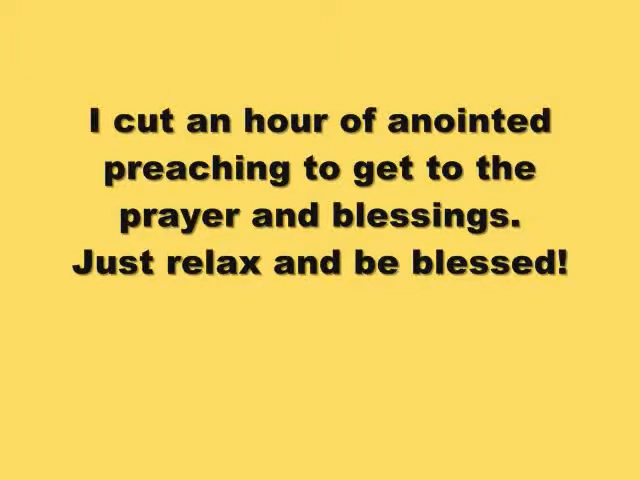 I cut an hour of anointed
preaching to get to the
prayer and blessings.
Just relax and be blessed!